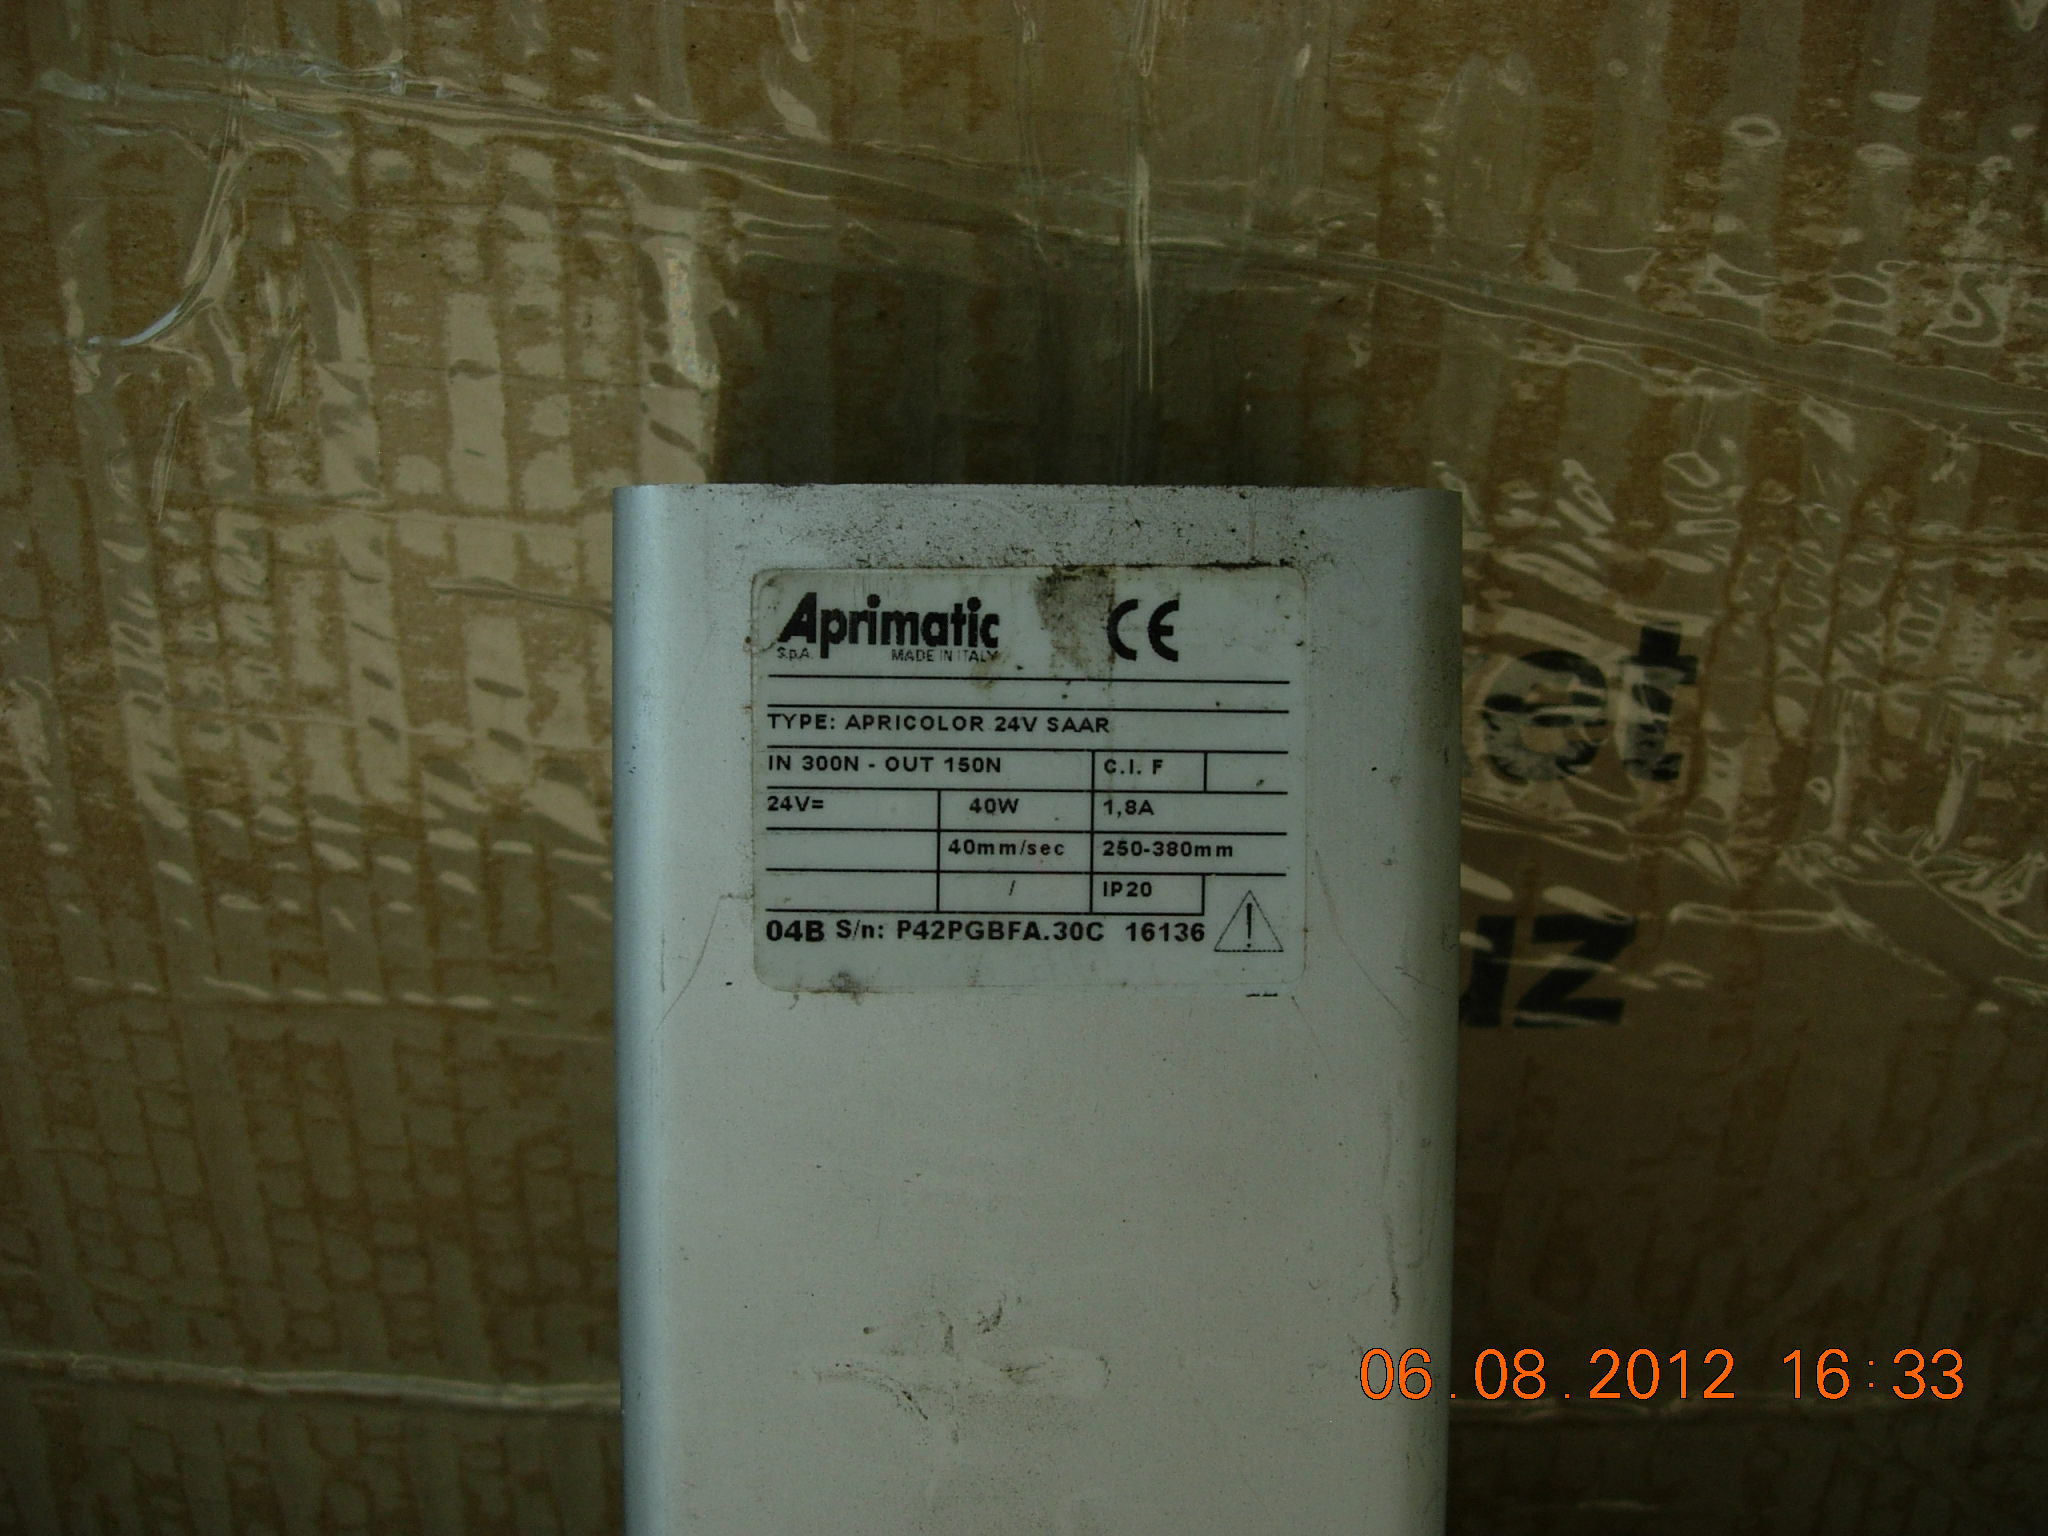 Aprimatic CE
S.p.A. MADE IN ITALY
TYPE: APRICOLOR 24V SAAR
IN 300N - OUT 150N C.I. F
24V= 40W 1,8A
40mm/sec 250-380mm
/ IP20
04B S/n: P42PGBFA.30C 16136
!
06.08.2012 16:33